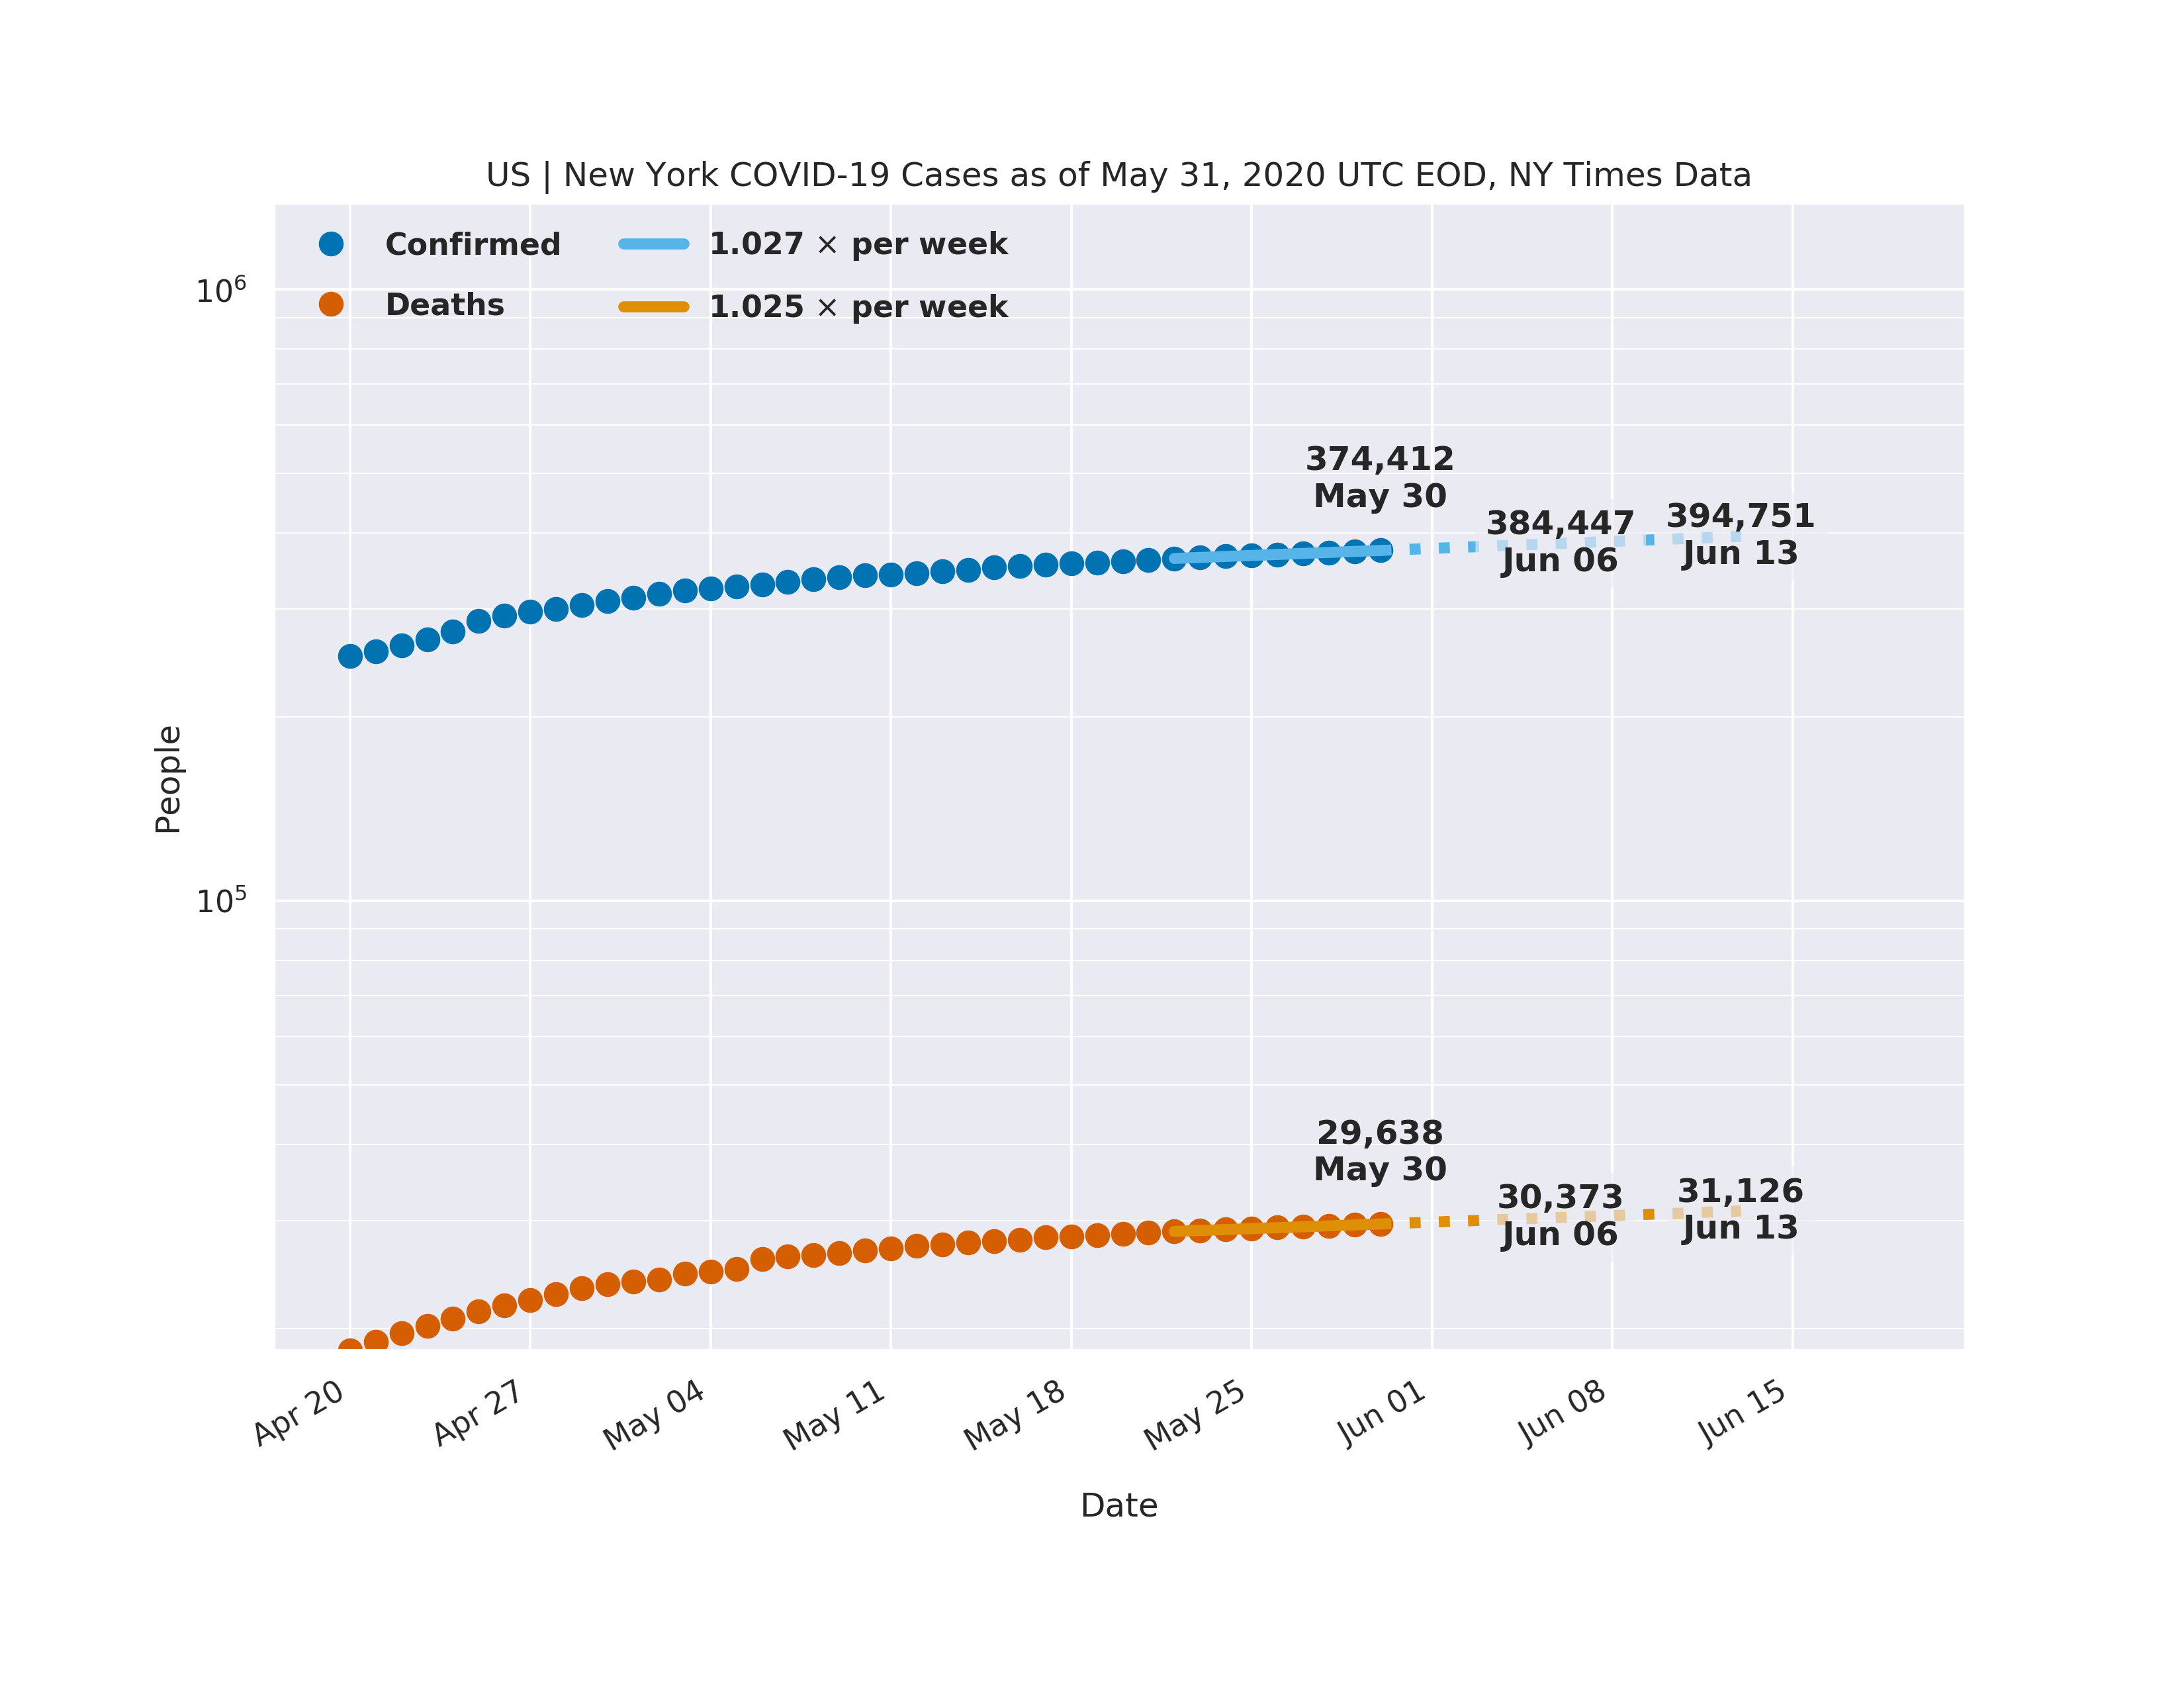 US | New York COVID-19 Cases as of May 31, 2020 UTC EOD, NY Times Data
Confirmed
Deaths
1.027 × per week
1.025 × per week
10⁶
10⁵
People
374,412
May 30
384,447
Jun 06
394,751
Jun 13
29,638
May 30
30,373
Jun 06
31,126
Jun 13
Apr 20
Apr 27
May 04
May 11
May 18
May 25
Jun 01
Jun 08
Jun 15
Date